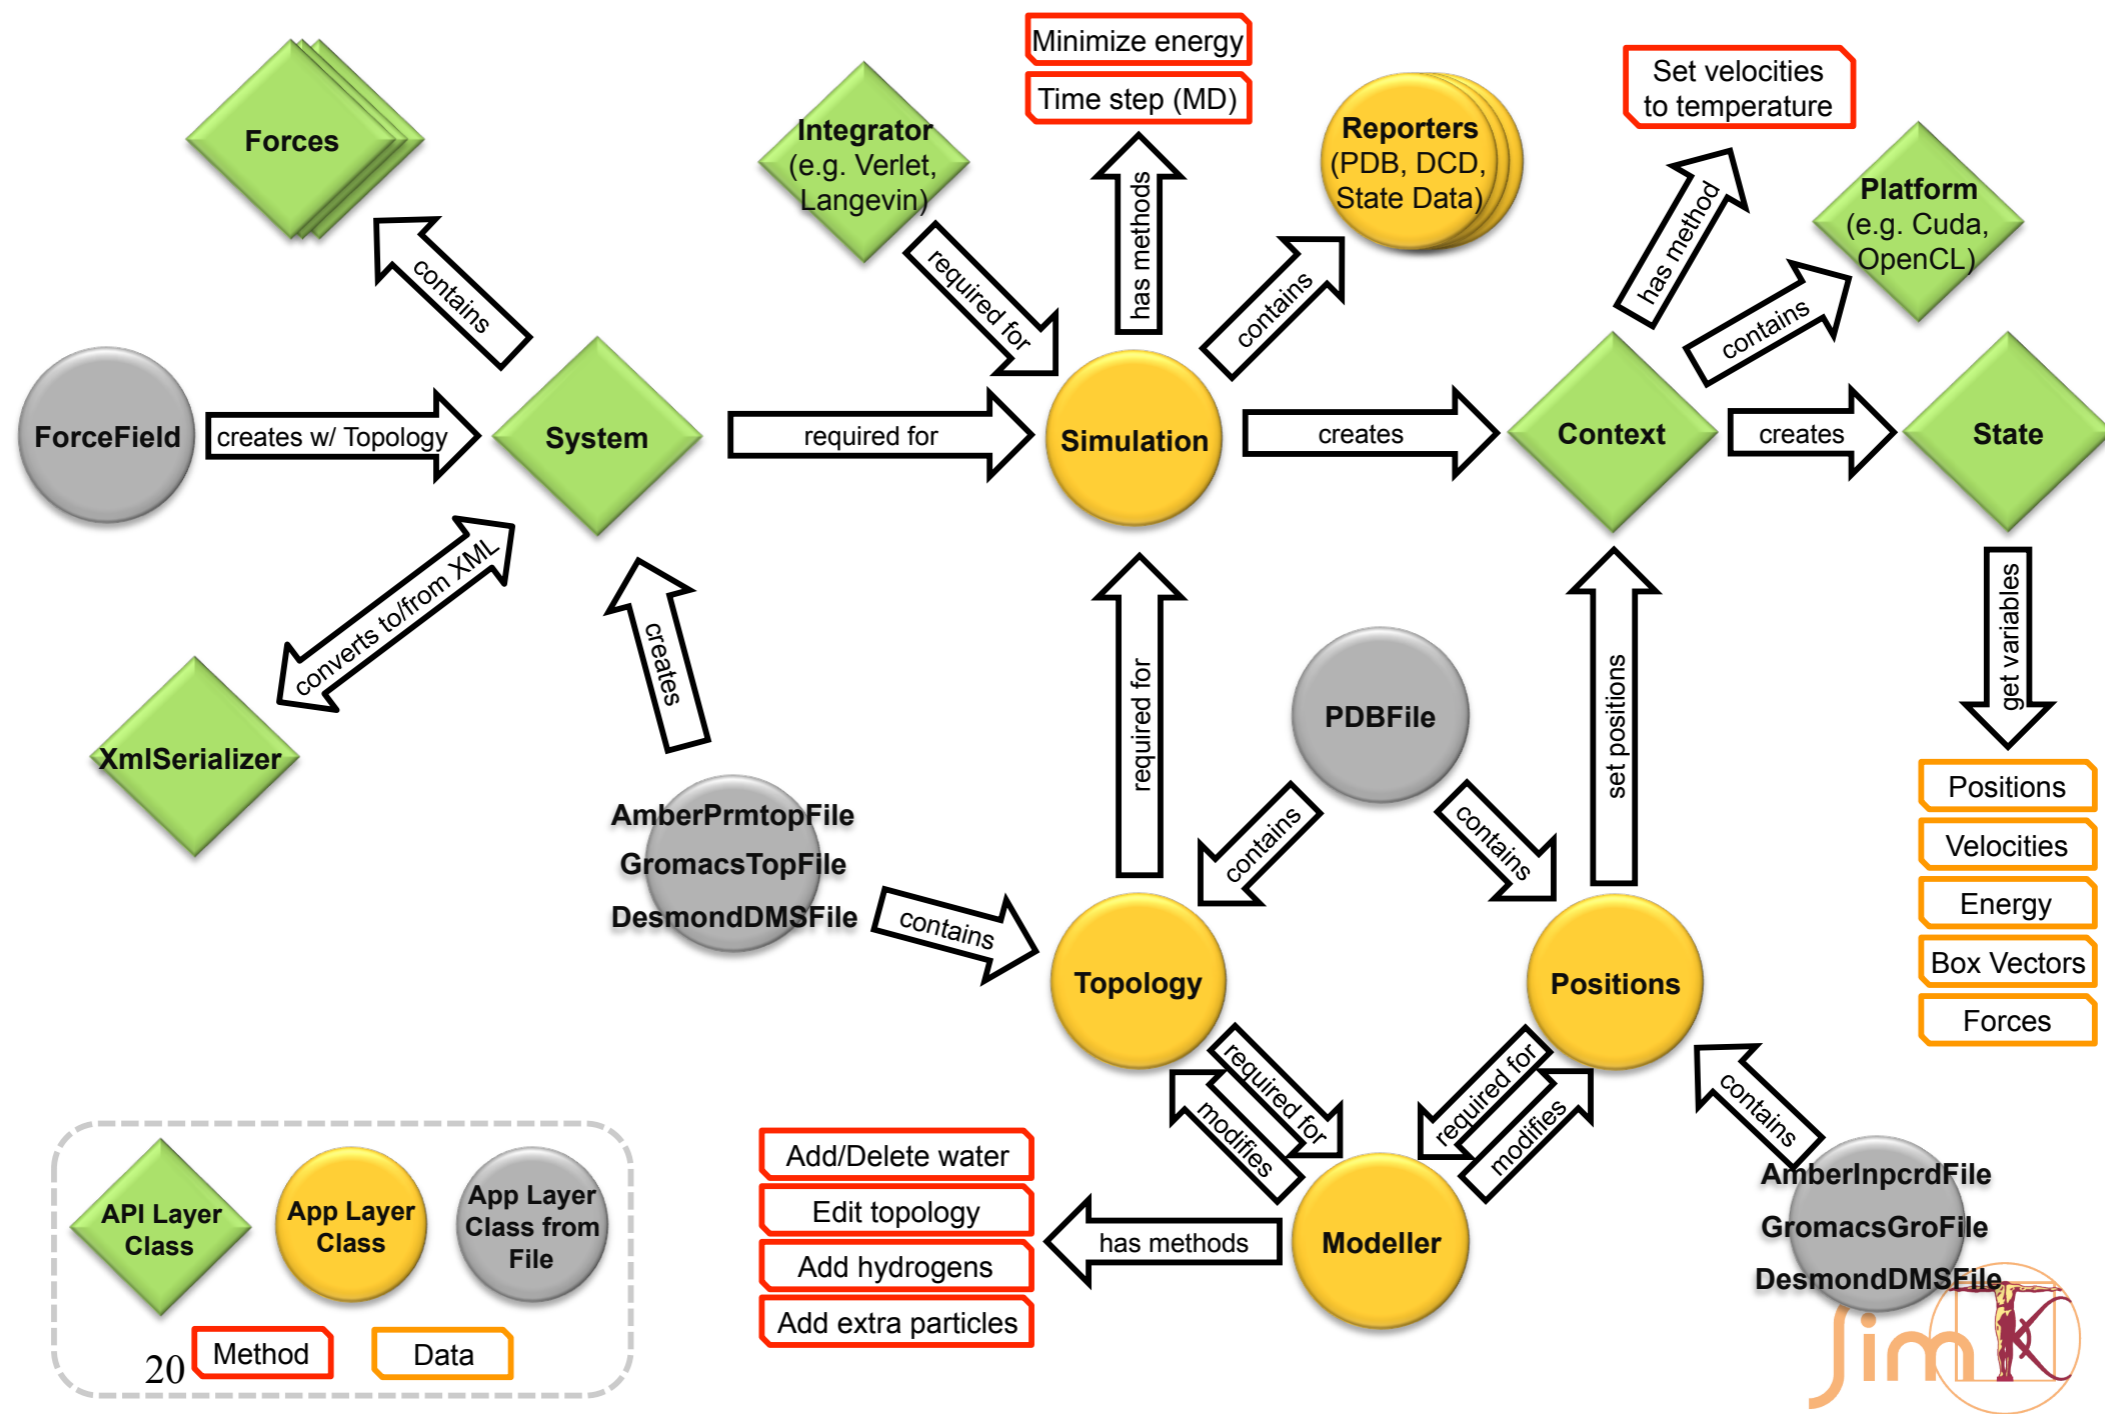 Minimize energy
Time step (MD)
Set velocities
to temperature
Forces
Integrator
(e.g. Verlet,
Langevin)
Reporters
(PDB, DCD,
State Data)
Platform
(e.g. Cuda,
OpenCL)
contains
required for
has methods
contains
has method
contains
ForceField
creates w/ Topology
System
required for
Simulation
creates
Context
creates
State
converts to/from XML
creates
required for
set positions
get variables
XmlSerializer
PDBFile
AmberPrmtopFile
GromacsTopFile
DesmondDMSFile
contains
contains
contains
Positions
Velocities
Energy
Box Vectors
Forces
Topology
Positions
required for
modifies
required for
modifies
contains
Add/Delete water
Edit topology
Add hydrogens
Add extra particles
has methods
Modeller
AmberInpcrdFile
GromacsGroFile
DesmondDMSFile
API Layer
Class
App Layer
Class
App Layer
Class from
File
20
Method
Data
SimTK